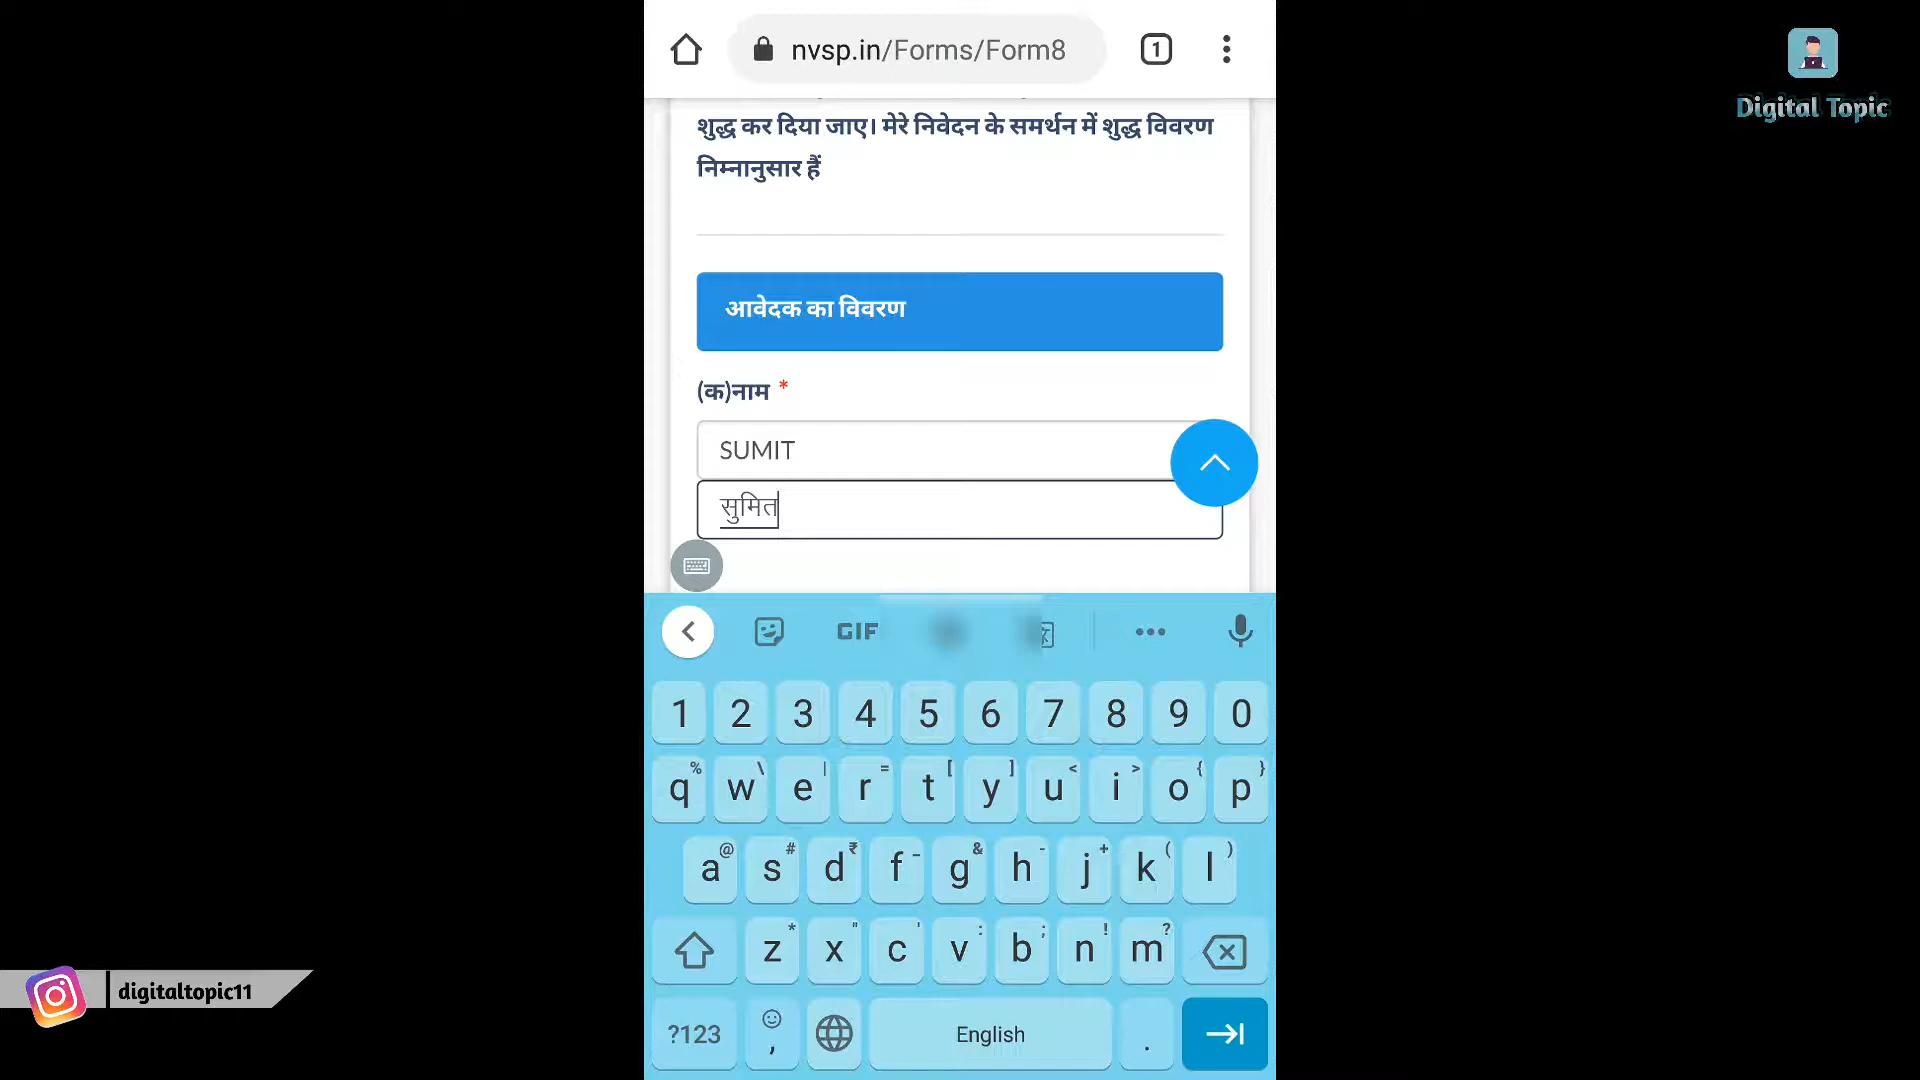 nvsp.in/Forms/Form8
1
Digital Topic
शुद्ध कर दिया जाए। मेरे निवेदन के समर्थन में शुद्ध विवरण
निम्नानुसार हैं
आवेदक का विवरण
(क)नाम *
SUMIT
सुमित
GIF
1 2 3 4 5 6 7 8 9 0
% \ | = [ ] < > { }
q w e r t y u i o p
@ # ₹ _ & - + ( )
a s d f g h j k l
* " ' : ; ! ?
z x c v b n m
?123 , English .
digitaltopic11